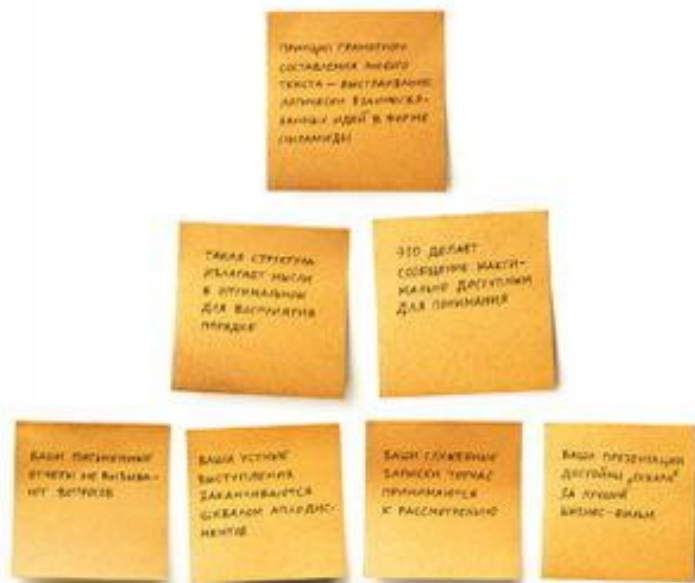 ПРИНЦИП ГРАМОТНОГО
СОСТАВЛЕНИЯ ЛЮБОГО
ТЕКСТА — ВЫСТРАИВАНИЕ
ЛОГИЧЕСКИ ВЗАИМОСВЯ-
ЗАННЫХ ИДЕЙ В ФОРМЕ
ПИРАМИДЫ
ТАКАЯ СТРУКТУРА
ИЗЛАГАЕТ МЫСЛИ
В ОПТИМАЛЬНОМ
ДЛЯ ВОСПРИЯТИЯ
ПОРЯДКЕ
ЭТО ДЕЛАЕТ
СООБЩЕНИЕ МАКСИ-
МАЛЬНО ДОСТУПНЫМ
ДЛЯ ПОНИМАНИЯ
ВАШИ ПИСЬМЕННЫЕ
ОТЧЕТЫ НЕ ВЫЗЫВА-
ЮТ ВОПРОСОВ
ВАШИ УСТНЫЕ
ВЫСТУПЛЕНИЯ
ЗАКАНЧИВАЮТСЯ
ШКВАЛОМ АПЛОДИС-
МЕНТОВ
ВАШИ СЛУЖЕБНЫЕ
ЗАПИСКИ ТОТЧАС
ПРИНИМАЮТСЯ
К РАССМОТРЕНИЮ
ВАШИ ПРЕЗЕНТАЦИИ
ДОСТОЙНЫ „ОСКАРА“
ЗА ЛУЧШИЙ
БИЗНЕС-ФИЛЬМ